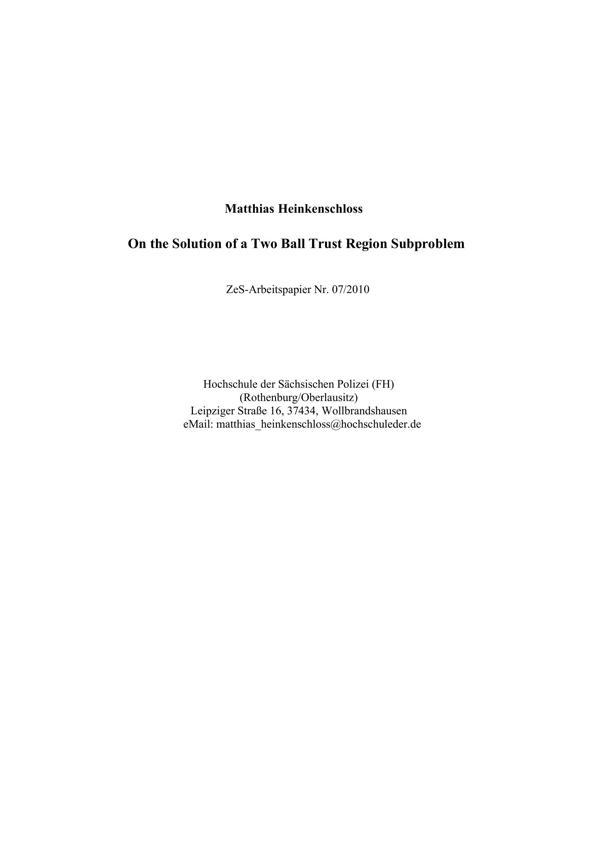 Matthias Heinkenschloss
On the Solution of a Two Ball Trust Region Subproblem
ZeS-Arbeitspapier Nr. 07/2010
Hochschule der Sächsischen Polizei (FH)
(Rothenburg/Oberlausitz)
Leipziger Straße 16, 37434, Wollbrandshausen
eMail: matthias_heinkenschloss@hochschuleder.de